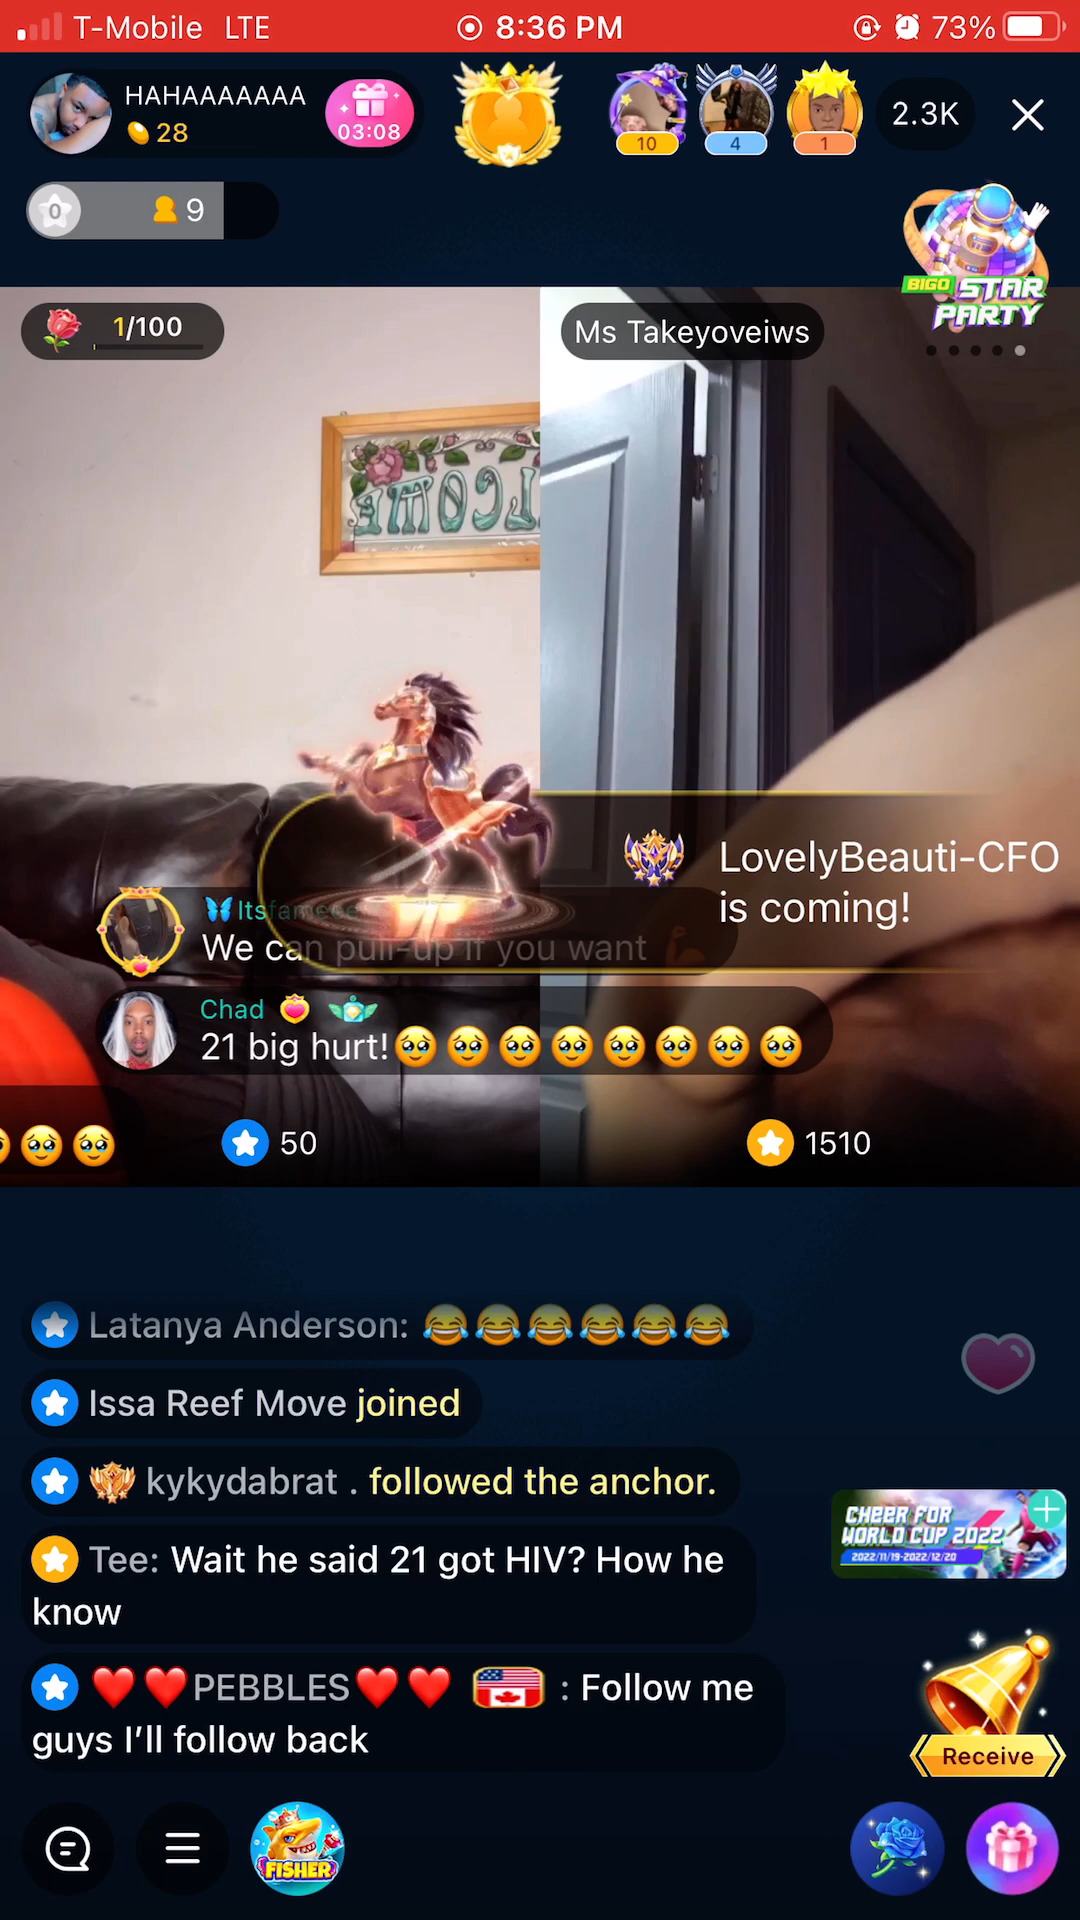 T-Mobile LTE 8:36 PM 73%
HAHAAAAAAA
28
03:08
10
4
1
2.3K
0
9
BIGO STAR
PARTY
1/100
Ms Takeyoveiws
LovelyBeauti-CFO
is coming!
Itsfameee
We can pull-up if you want
Chad
21 big hurt!🥹🥹🥹🥹🥹🥹🥹🥹
🥹🥹
50
1510
Latanya Anderson: 😂😂😂😂😂😂
Issa Reef Move joined
kykydabrat . followed the anchor.
CHEER FOR
WORLD CUP 2022
2022/11/19-2022/12/20
Tee: Wait he said 21 got HIV? How he
know
❤️❤️PEBBLES❤️❤️ : Follow me
guys I’ll follow back
Receive
FISHER